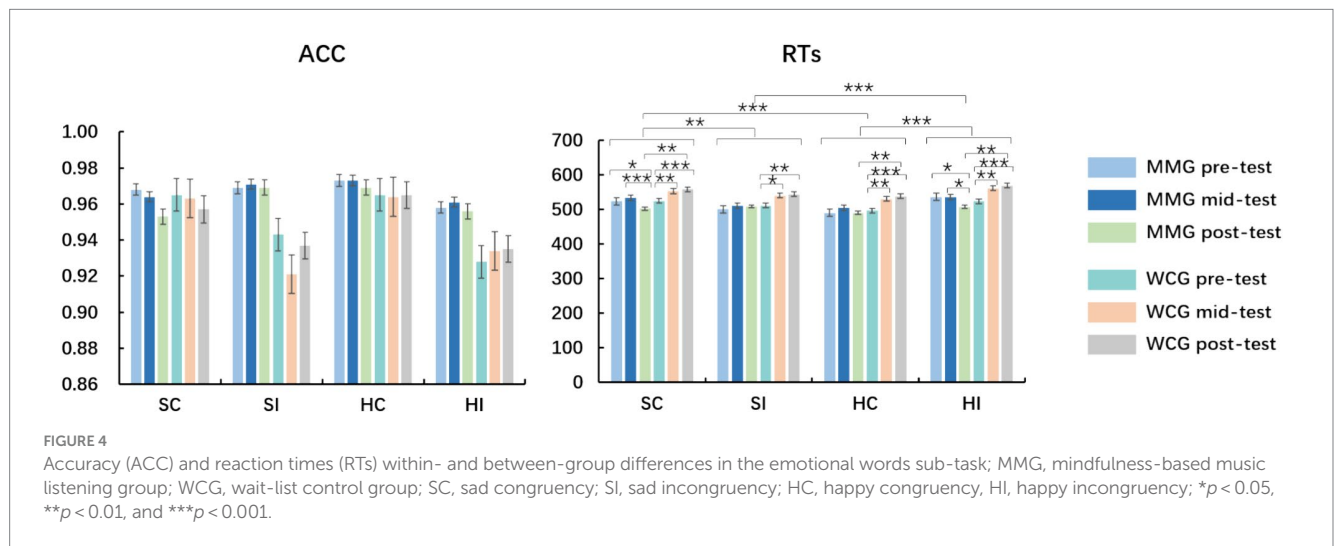 ACC
1.00
0.98
0.96
0.94
0.92
0.90
0.88
0.86
SC SI HC HI
RTs
***
***
** ***
** ** ** **
* *** ** *** * ***
*** ** * ** * **
700
600
500
400
300
200
100
0
SC SI HC HI
MMG pre-test
MMG mid-test
MMG post-test
WCG pre-test
WCG mid-test
WCG post-test
FIGURE 4
Accuracy (ACC) and reaction times (RTs) within- and between-group differences in the emotional words sub-task; MMG, mindfulness-based music
listening group; WCG, wait-list control group; SC, sad congruency; SI, sad incongruency; HC, happy congruency, HI, happy incongruency; *p < 0.05,
**p < 0.01, and ***p < 0.001.